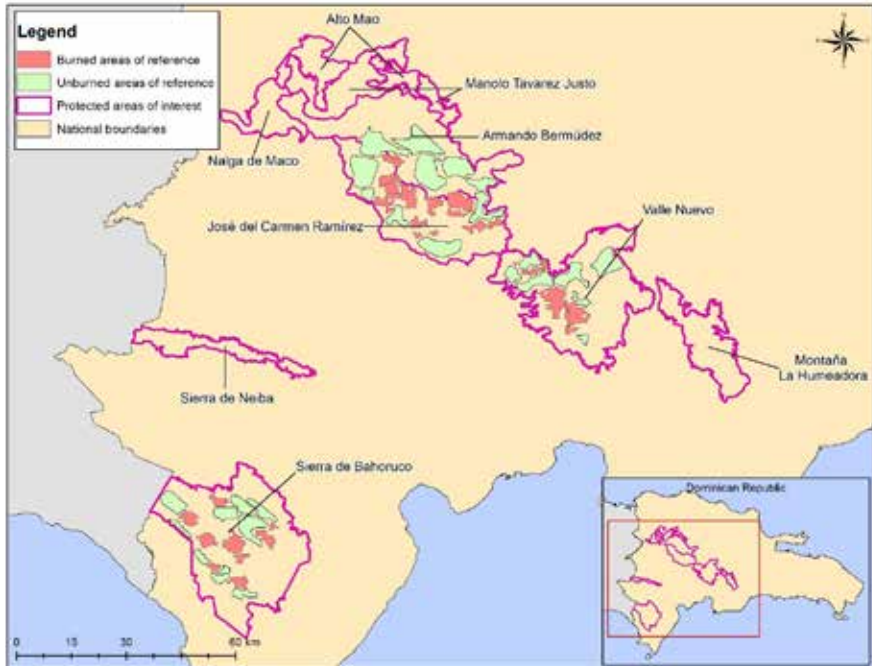 Legend
Burned areas of reference
Unburned areas of reference
Protected areas of interest
National boundaries
Alto Mao
Manolo Tavarez Justo
Armando Bermúdez
Nalga de Maco
Valle Nuevo
José del Carmen Ramírez
Montaña
La Humeadora
Sierra de Neiba
Sierra de Bahoruco
Dominican Republic
0 15 30 60 km